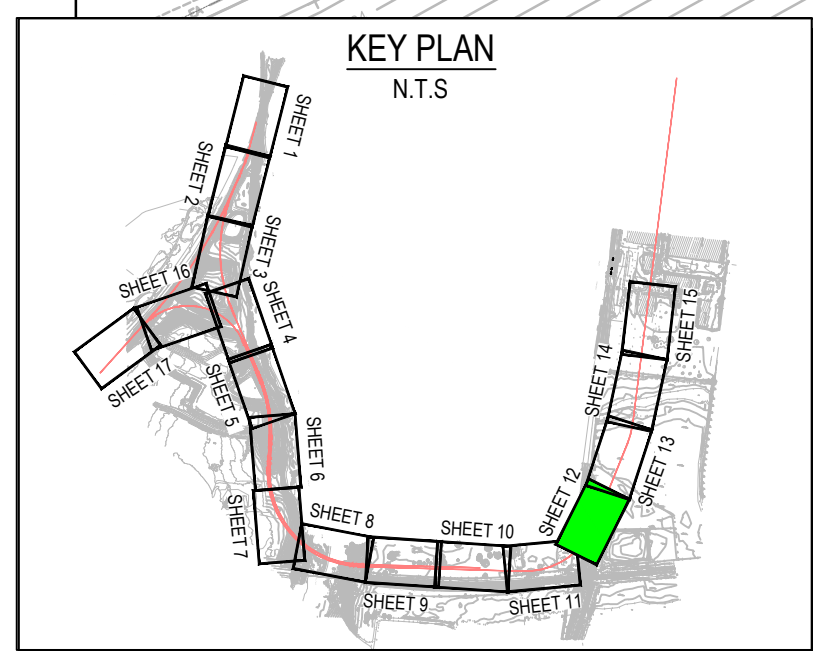 KEY PLAN
N.T.S
SHEET 1
SHEET 2
SHEET 3
SHEET 16
SHEET 4
SHEET 17
SHEET 5
SHEET 6
SHEET 7
SHEET 8
SHEET 9
SHEET 10
SHEET 11
SHEET 12
SHEET 13
SHEET 14
SHEET 15